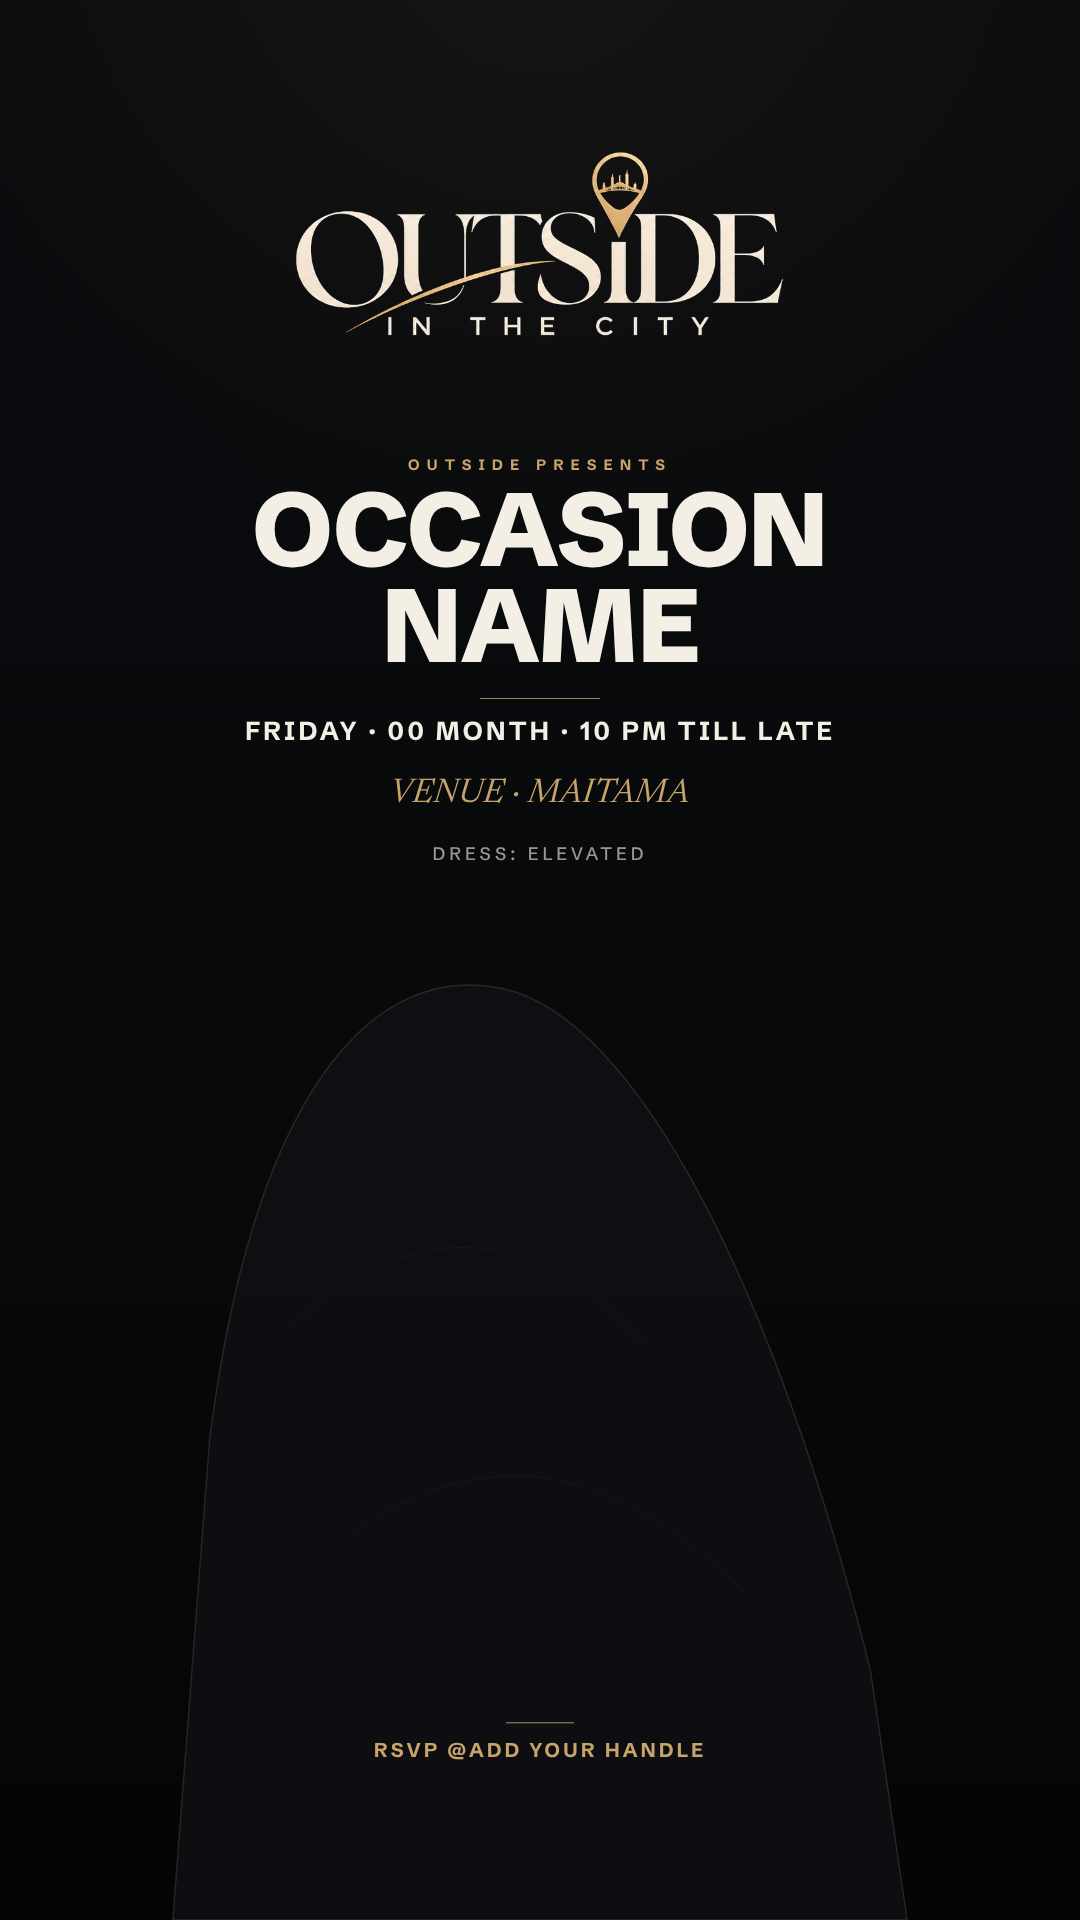 OUTSiDE
IN THE CITY
OUTSIDE PRESENTS
OCCASION
NAME
FRIDAY · 00 MONTH · 10 PM TILL LATE
VENUE · MAITAMA
DRESS: ELEVATED
RSVP @ADD YOUR HANDLE